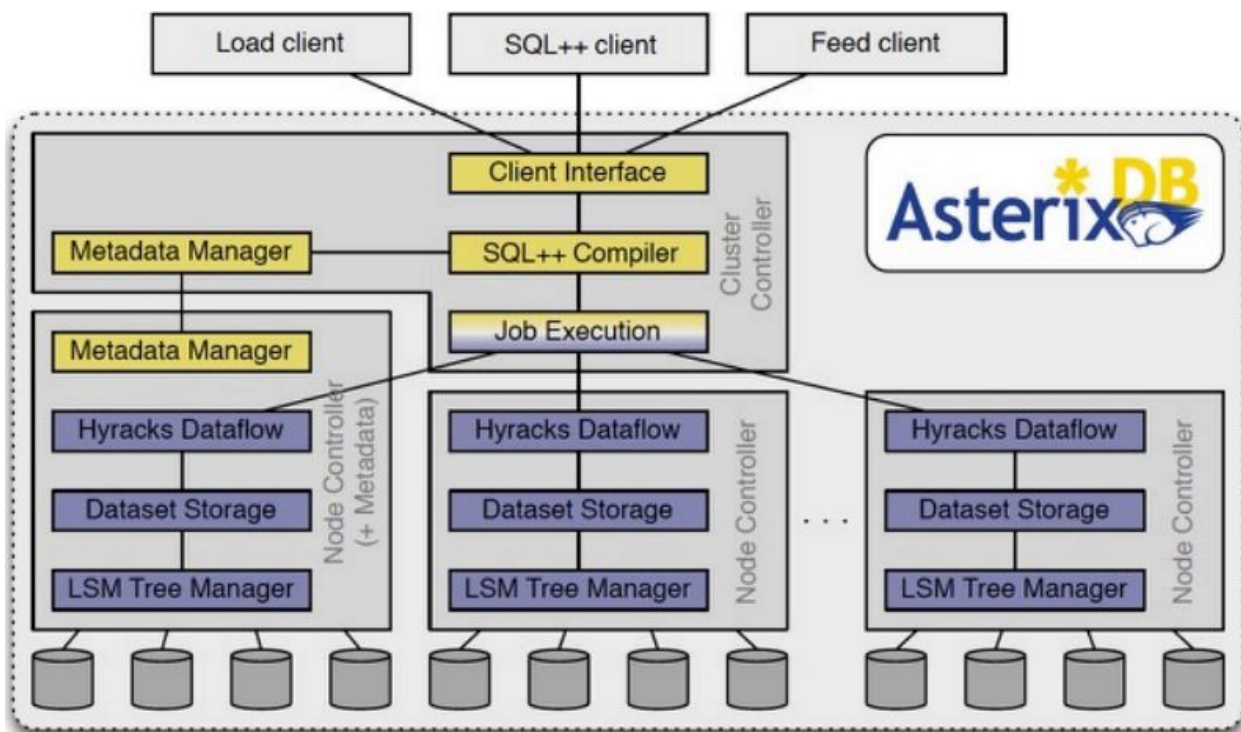 Load client
SQL++ client
Feed client
Client Interface
AsterixDB
Metadata Manager
SQL++ Compiler
Cluster
Controller
Job Execution
Metadata Manager
Hyracks Dataflow
Dataset Storage
LSM Tree Manager
Node Controller
(+ Metadata)
Hyracks Dataflow
Dataset Storage
LSM Tree Manager
Node Controller
. . .
Hyracks Dataflow
Dataset Storage
LSM Tree Manager
Node Controller